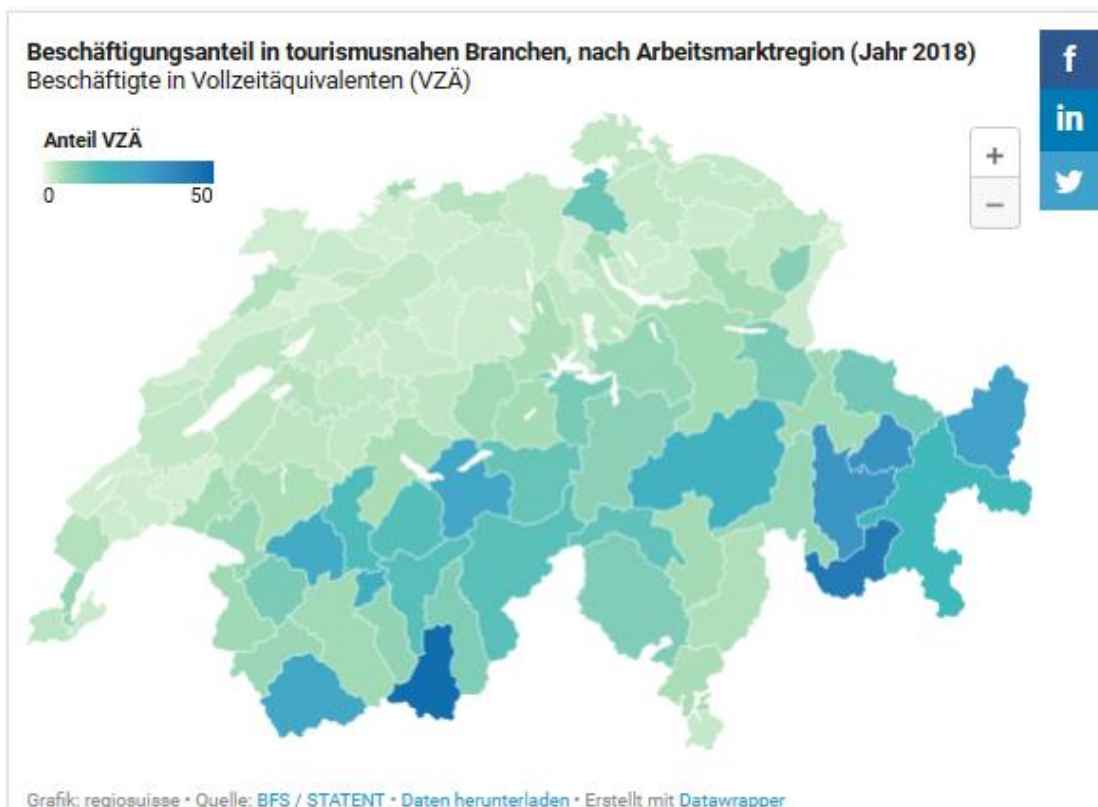 Beschäftigungsanteil in tourismusnahen Branchen, nach Arbeitsmarktregion (Jahr 2018)
Beschäftigte in Vollzeitäquivalenten (VZÄ)
Anteil VZÄ
0 50
f
in
+
−
Grafik: regiosuisse • Quelle: BFS / STATENT • Daten herunterladen • Erstellt mit Datawrapper